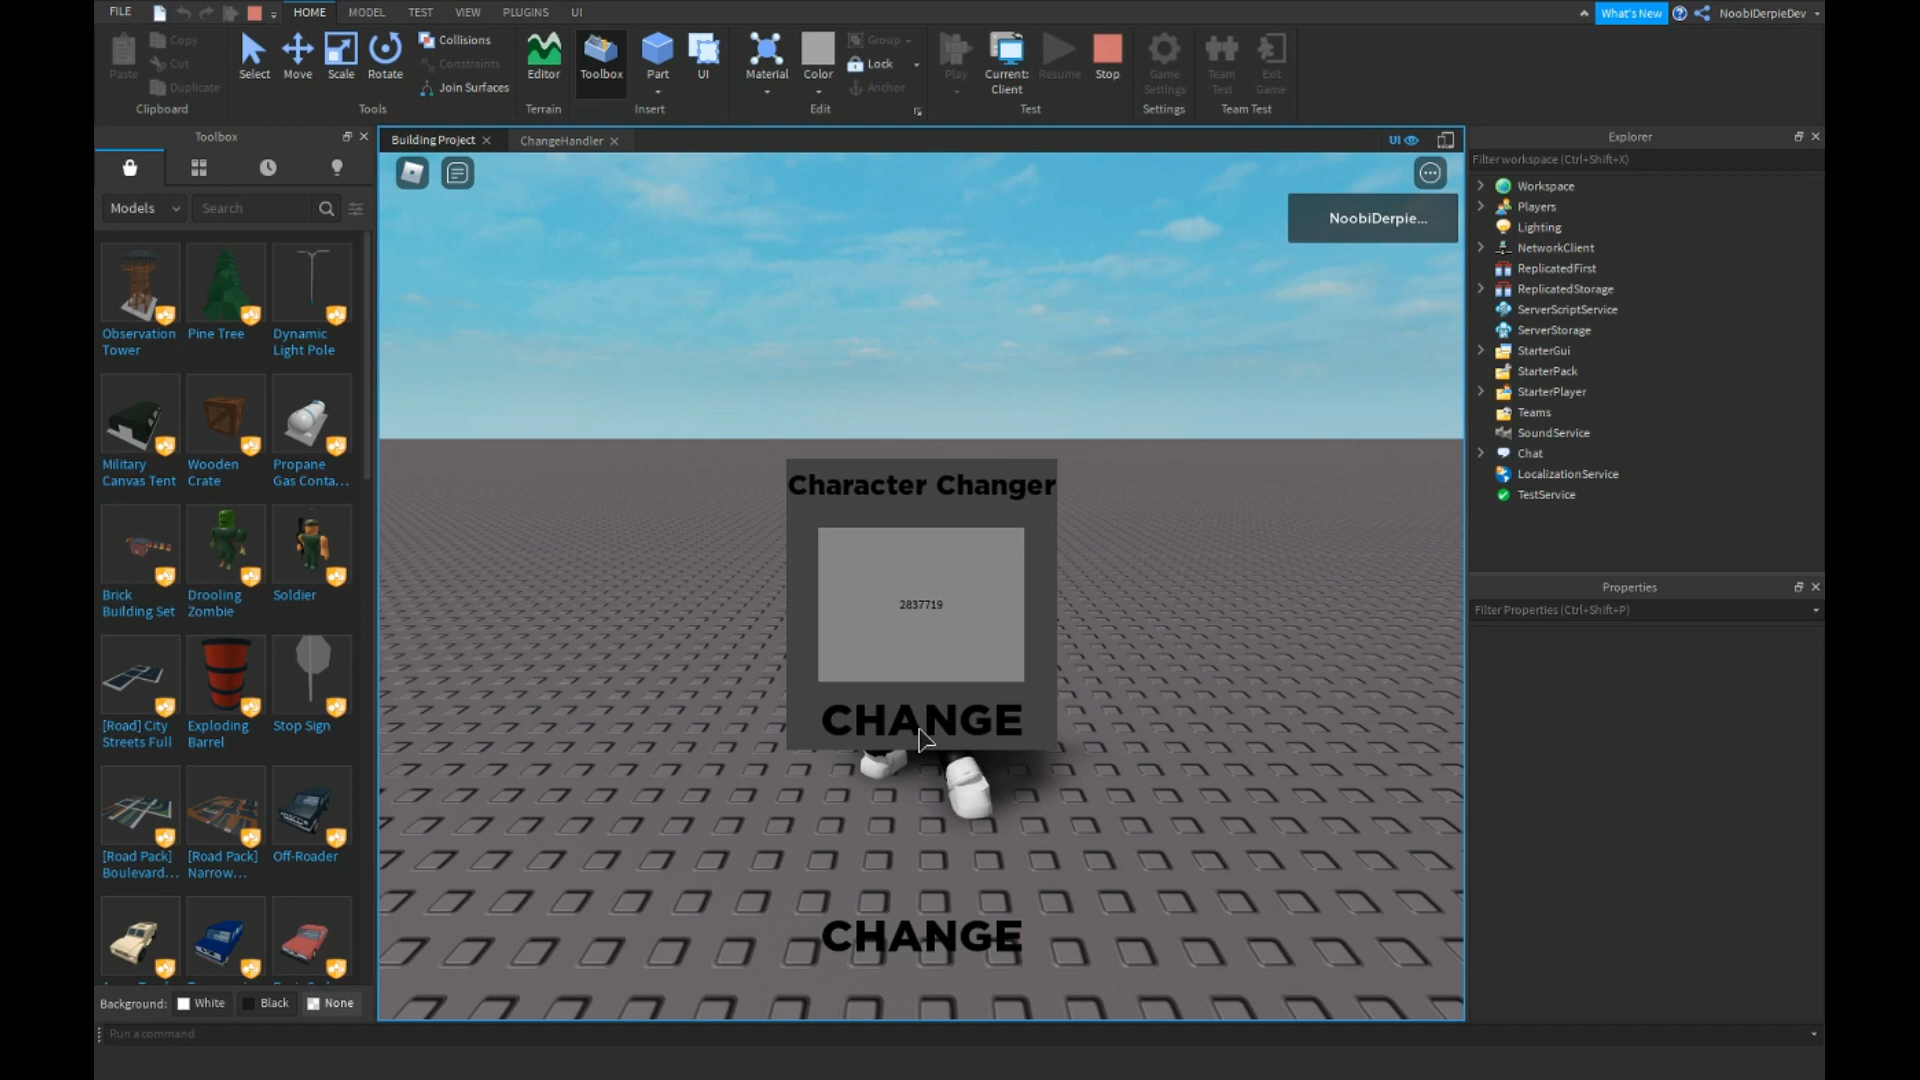 FILE HOME MODEL TEST VIEW PLUGINS UI What's New NoobiDerpieDev
Paste Copy Cut Duplicate Clipboard
Select Move Scale Rotate Collisions Constraints Join Surfaces Tools
Editor Terrain
Toolbox Part UI Insert
Material Color Group Lock Anchor Edit
Play Current: Client Resume Stop Test
Game Settings Settings
Team Test Exit Game Team Test
Toolbox
Models Search
Observation Tower
Pine Tree
Dynamic Light Pole
Military Canvas Tent
Wooden Crate
Propane Gas Conta...
Brick Building Set
Drooling Zombie
Soldier
[Road] City Streets Full
Exploding Barrel
Stop Sign
[Road Pack] Boulevard...
[Road Pack] Narrow...
Off-Roader
Background: White Black None
Run a command
Building Project ChangeHandler UI
NoobiDerpie...
Character Changer
2837719
CHANGE
CHANGE
Explorer
Filter workspace (Ctrl+Shift+X)
Workspace
Players
Lighting
NetworkClient
ReplicatedFirst
ReplicatedStorage
ServerScriptService
ServerStorage
StarterGui
StarterPack
StarterPlayer
Teams
SoundService
Chat
LocalizationService
TestService
Properties
Filter Properties (Ctrl+Shift+P)